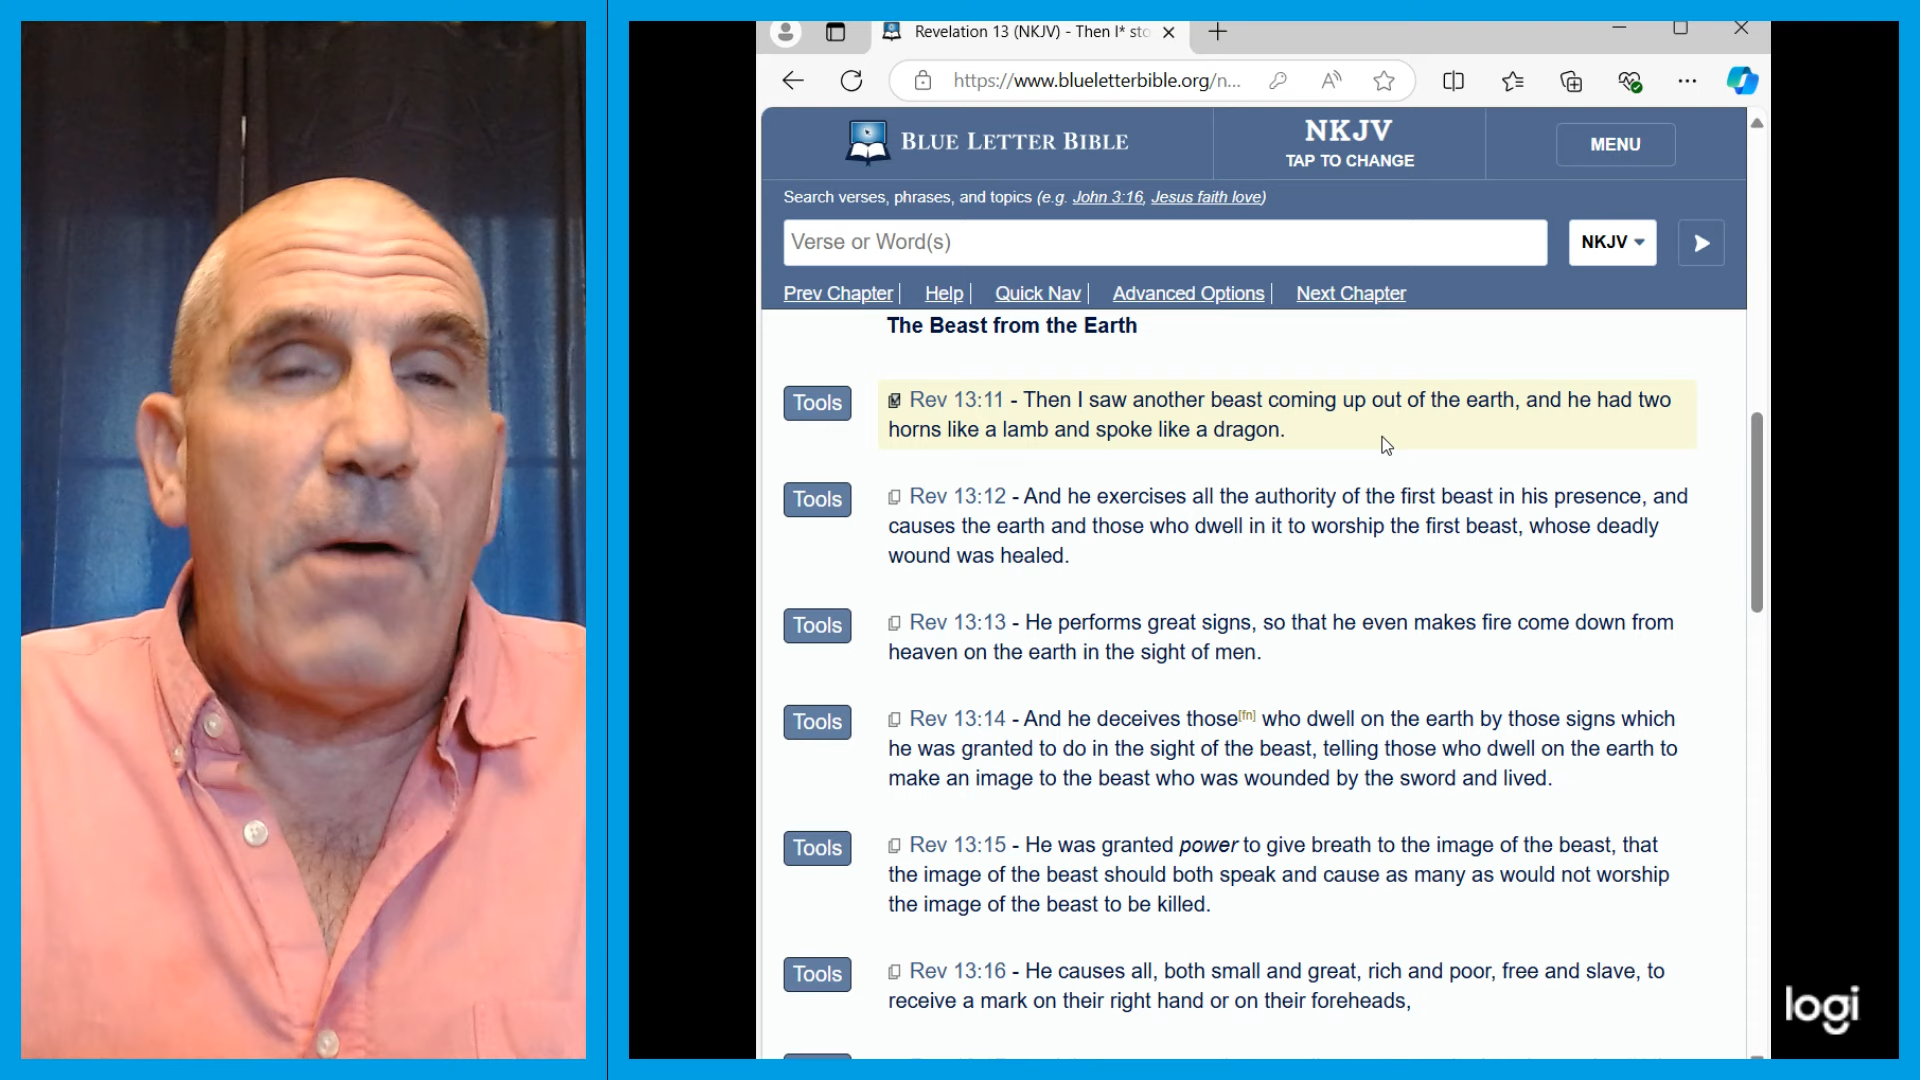 Revelation 13 (NKJV) - Then I* sto
https://www.blueletterbible.org/n...
BLUE LETTER BIBLE
NKJV
TAP TO CHANGE
MENU
Search verses, phrases, and topics (e.g. John 3:16, Jesus faith love)
Verse or Word(s)
NKJV
Prev Chapter
Help
Quick Nav
Advanced Options
Next Chapter
The Beast from the Earth
Tools
Rev 13:11 - Then I saw another beast coming up out of the earth, and he had two
horns like a lamb and spoke like a dragon.
Tools
Rev 13:12 - And he exercises all the authority of the first beast in his presence, and
causes the earth and those who dwell in it to worship the first beast, whose deadly
wound was healed.
Tools
Rev 13:13 - He performs great signs, so that he even makes fire come down from
heaven on the earth in the sight of men.
Tools
Rev 13:14 - And he deceives those[fn] who dwell on the earth by those signs which
he was granted to do in the sight of the beast, telling those who dwell on the earth to
make an image to the beast who was wounded by the sword and lived.
Tools
Rev 13:15 - He was granted power to give breath to the image of the beast, that
the image of the beast should both speak and cause as many as would not worship
the image of the beast to be killed.
Tools
Rev 13:16 - He causes all, both small and great, rich and poor, free and slave, to
receive a mark on their right hand or on their foreheads,
logi